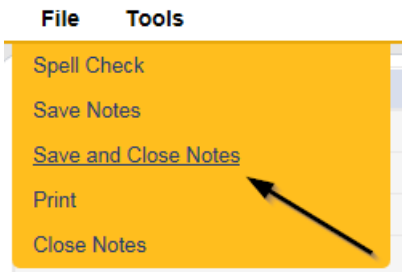 File Tools
Spell Check
Save Notes
Save and Close Notes
Print
Close Notes